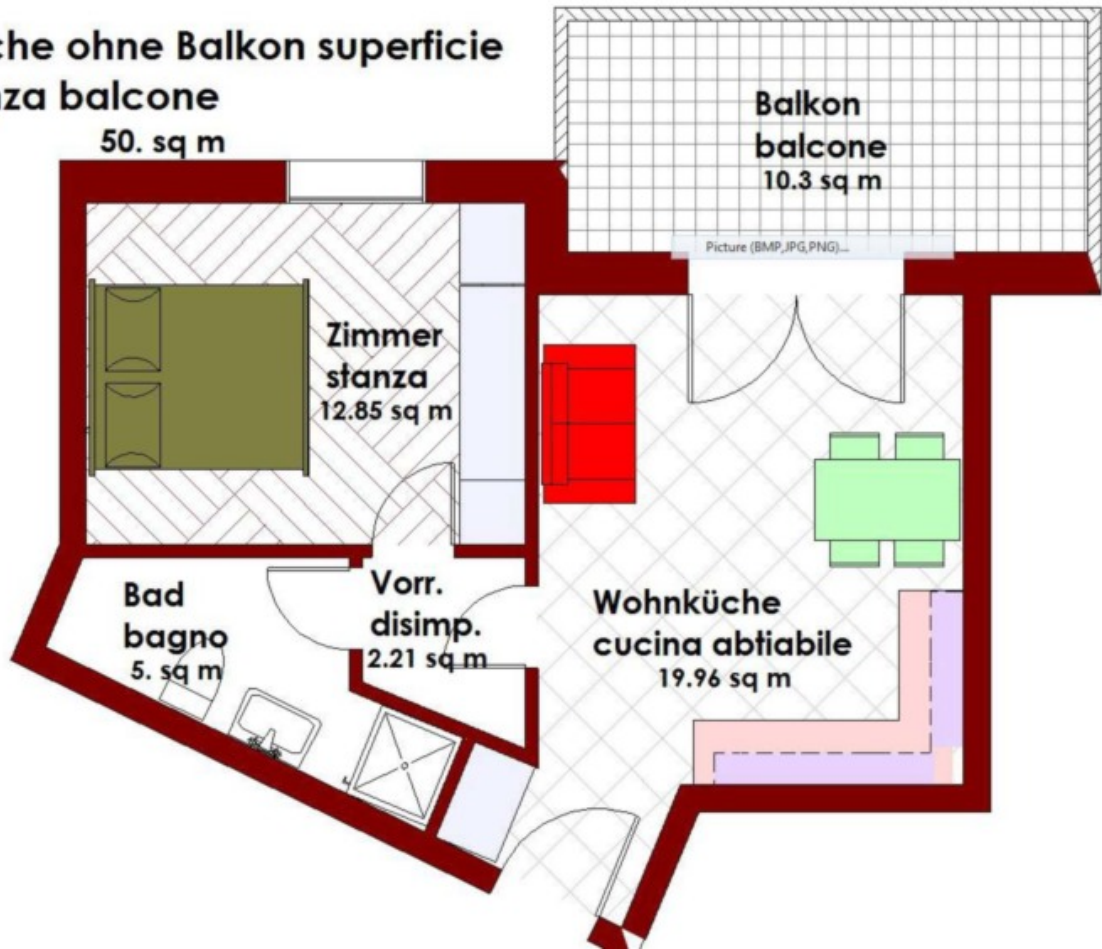 che ohne Balkon superficie
nza balcone
50. sq m
Balkon
balcone
10.3 sq m
Picture (BMP,JPG,PNG)...
Zimmer
stanza
12.85 sq m
Bad
bagno
5. sq m
Vorr.
disimp.
2.21 sq m
Wohnküche
cucina abtiabile
19.96 sq m